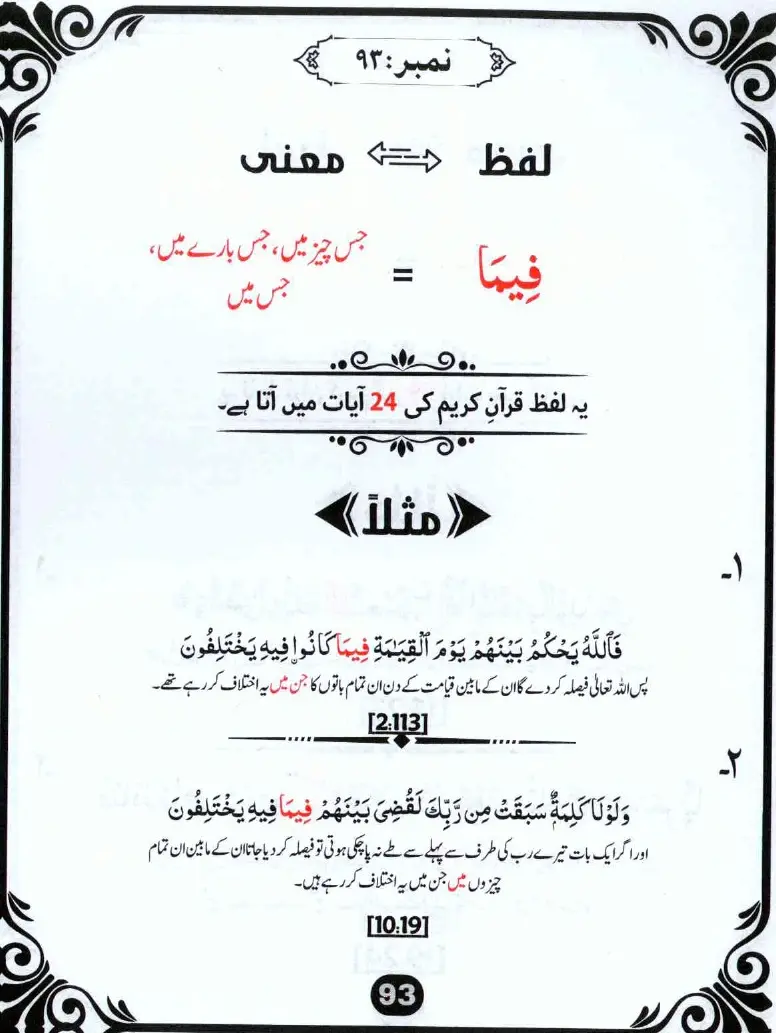 نمبر: ۹۳
لفظ ⇐⇒ معنی
فِيمَا = جس چیز میں، جس بارے میں،
جس میں
یہ لفظ قرآنِ کریم کی 24 آیات میں آتا ہے۔
مثلاً
۱۔
فَٱللَّهُ يَحْكُمُ بَيْنَهُمْ يَوْمَ ٱلْقِيَـٰمَةِ فِيمَا كَانُوا۟ فِيهِ يَخْتَلِفُونَ
پس اللہ تعالیٰ فیصلہ کر دے گا ان کے مابین قیامت کے دن ان تمام باتوں کا جن میں یہ اختلاف کر رہے تھے۔
[2:113]
۲۔
وَلَوْلَا كَلِمَةٌ سَبَقَتْ مِن رَّبِّكَ لَقُضِيَ بَيْنَهُمْ فِيمَا فِيهِ يَخْتَلِفُونَ
اور اگر ایک بات تیرے رب کی طرف سے پہلے سے طے نہ پا چکی ہوتی تو فیصلہ کر دیا جاتا ان کے مابین ان تمام
چیزوں میں جن میں یہ اختلاف کر رہے ہیں۔
[10:19]
93